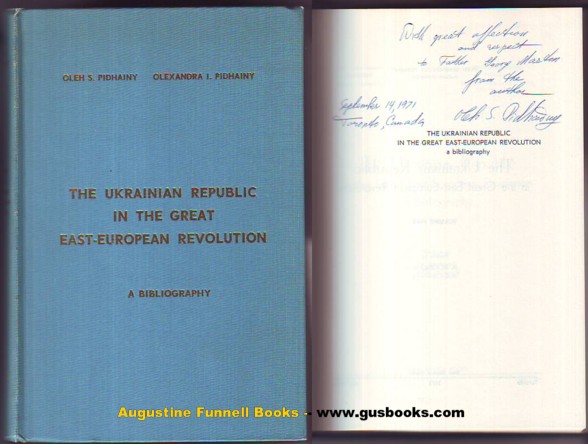 OLEH S. PIDHAINY OLEXANDRA I. PIDHAINY
THE UKRAINIAN REPUBLIC
IN THE GREAT
EAST-EUROPEAN REVOLUTION
A BIBLIOGRAPHY
With great affection
and respect
to Father
from the
author
September 19, 1971
Toronto, Canada
Oleh S. Pidhainy
THE UKRAINIAN REPUBLIC
IN THE GREAT EAST-EUROPEAN REVOLUTION
a bibliography
Augustine Funnell Books -- www.gusbooks.com